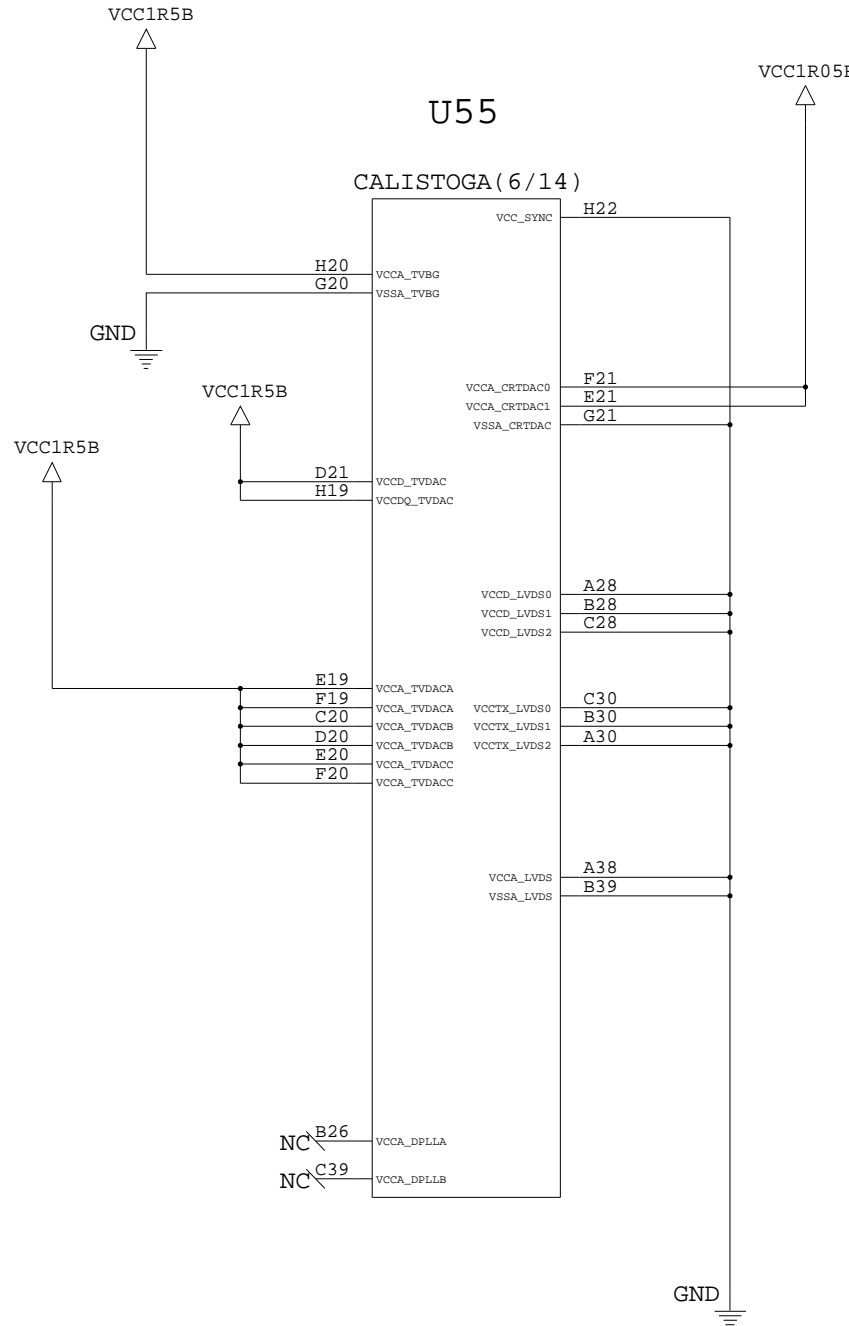 VCC1R5B
VCC1R05B
U55
CALISTOGA(6/14)
VCC_SYNC H22
H20 VCCA_TVBG
G20 VSSA_TVBG
GND
VCCA_CRTDAC0 F21
VCCA_CRTDAC1 E21
VSSA_CRTDAC G21
VCC1R5B
VCC1R5B
D21 VCCD_TVDAC
H19 VCCDQ_TVDAC
VCCD_LVDS0 A28
VCCD_LVDS1 B28
VCCD_LVDS2 C28
E19 VCCA_TVDACA
F19 VCCA_TVDACA VCCTX_LVDS0 C30
C20 VCCA_TVDACB VCCTX_LVDS1 B30
D20 VCCA_TVDACB VCCTX_LVDS2 A30
E20 VCCA_TVDACC
F20 VCCA_TVDACC
VCCA_LVDS A38
VSSA_LVDS B39
NC B26 VCCA_DPLLA
NC C39 VCCA_DPLLB
GND